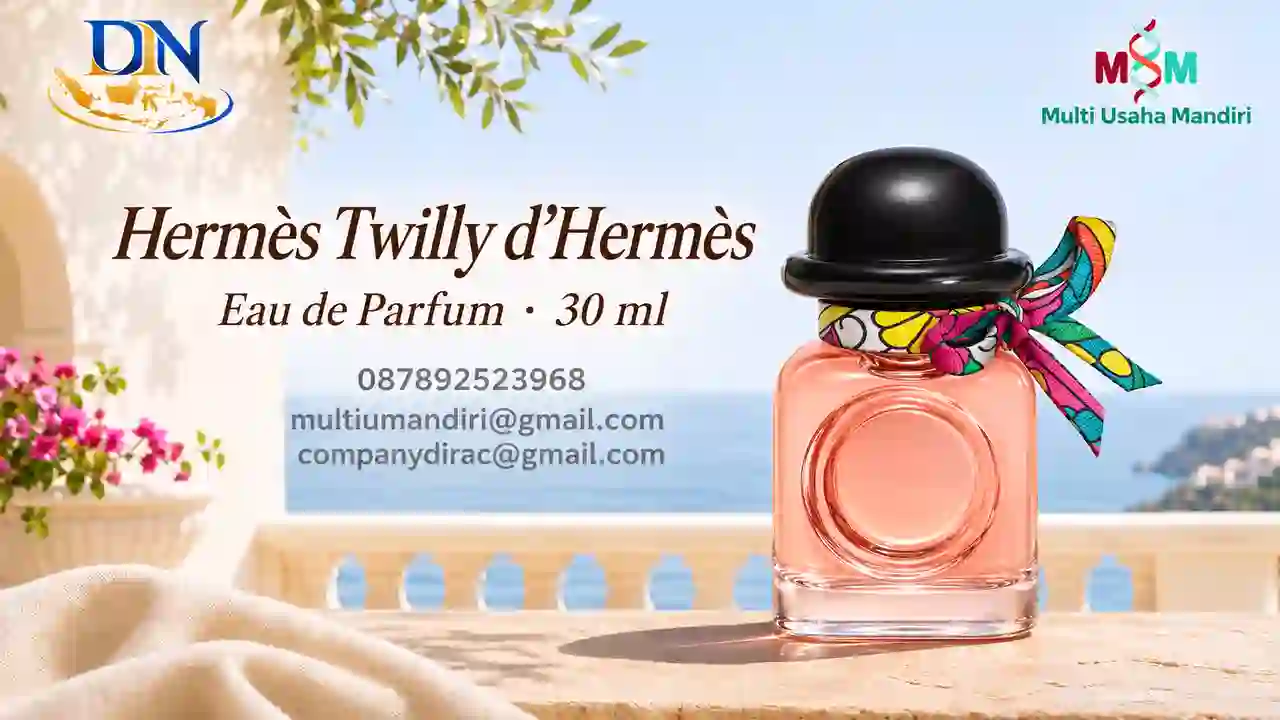 DN
MSM
Multi Usaha Mandiri
Hermès Twilly d’Hermès
Eau de Parfum · 30 ml
087892523968
multiumandiri@gmail.com
companydirac@gmail.com